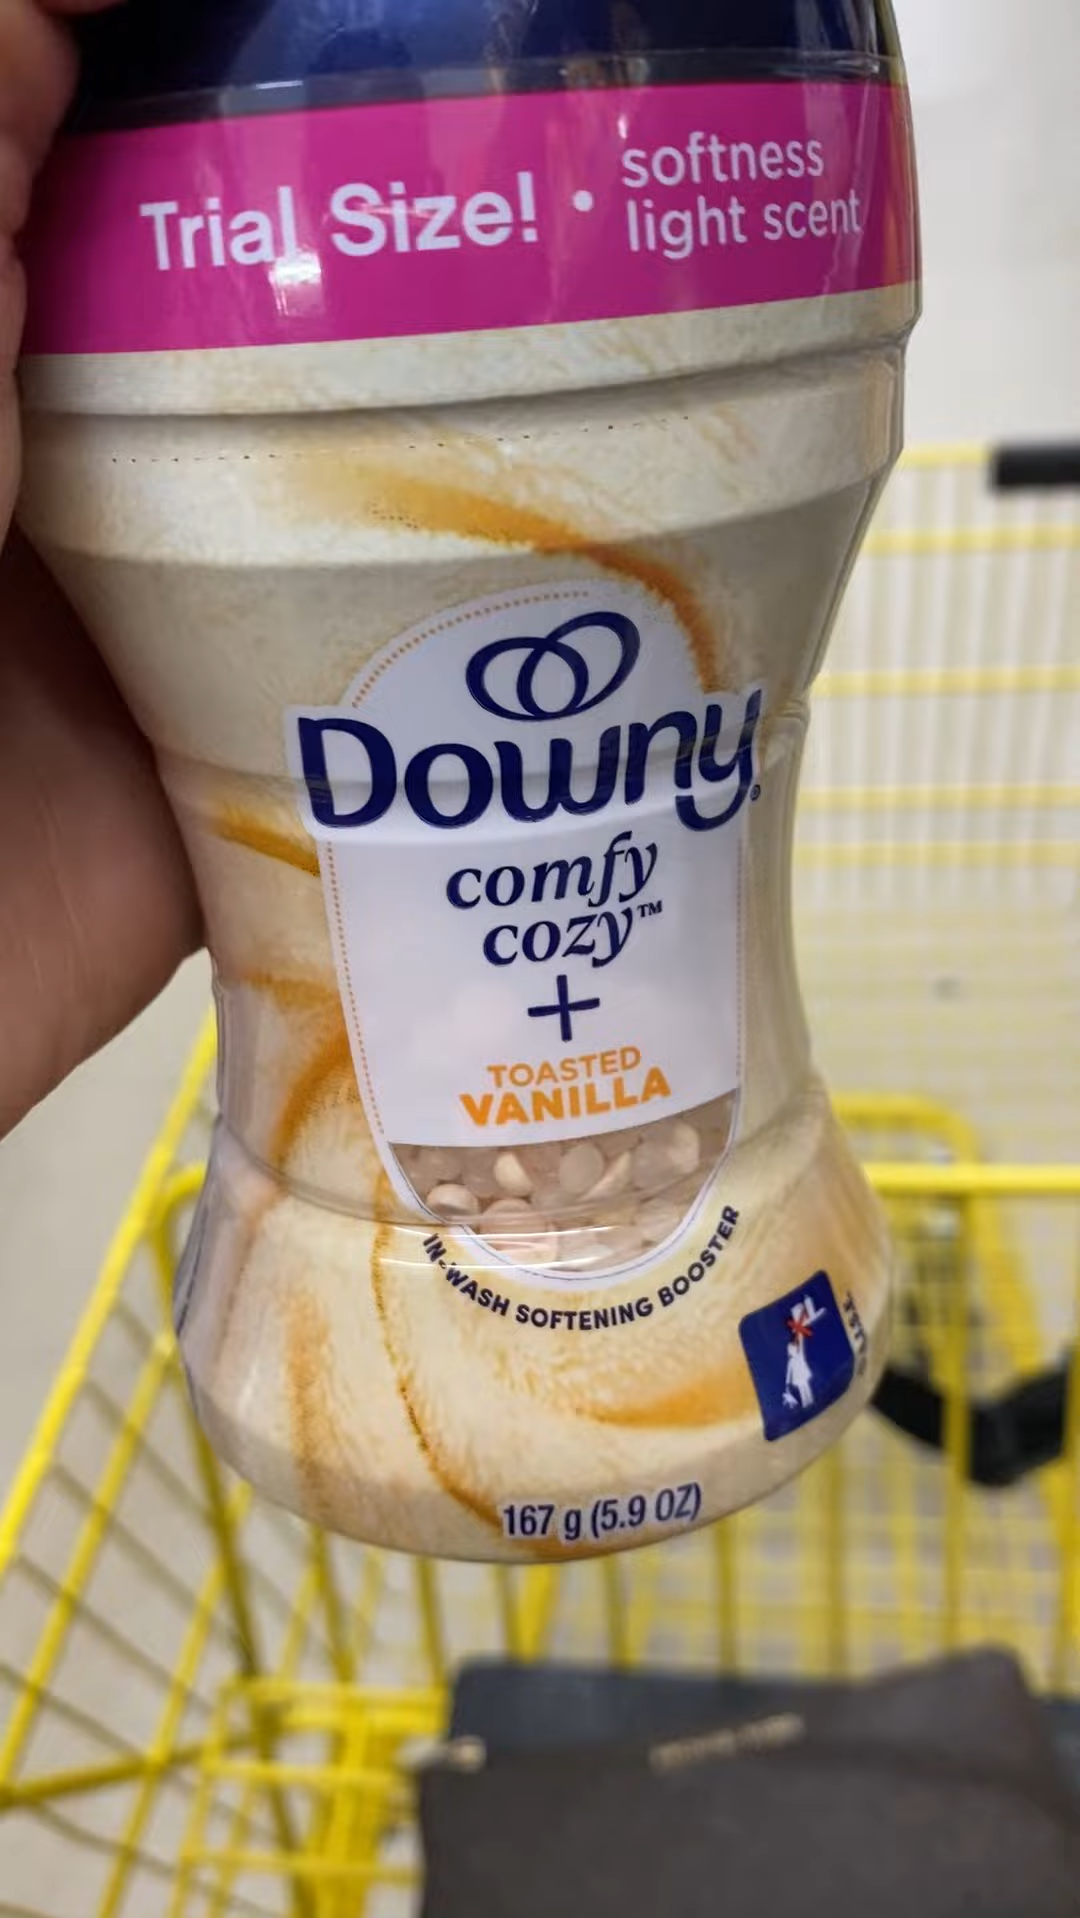 Trial Size! • softness
light scent
Downy®
comfy
cozy™
+
TOASTED
VANILLA
IN-WASH SOFTENING BOOSTER
167 g (5.9 OZ)